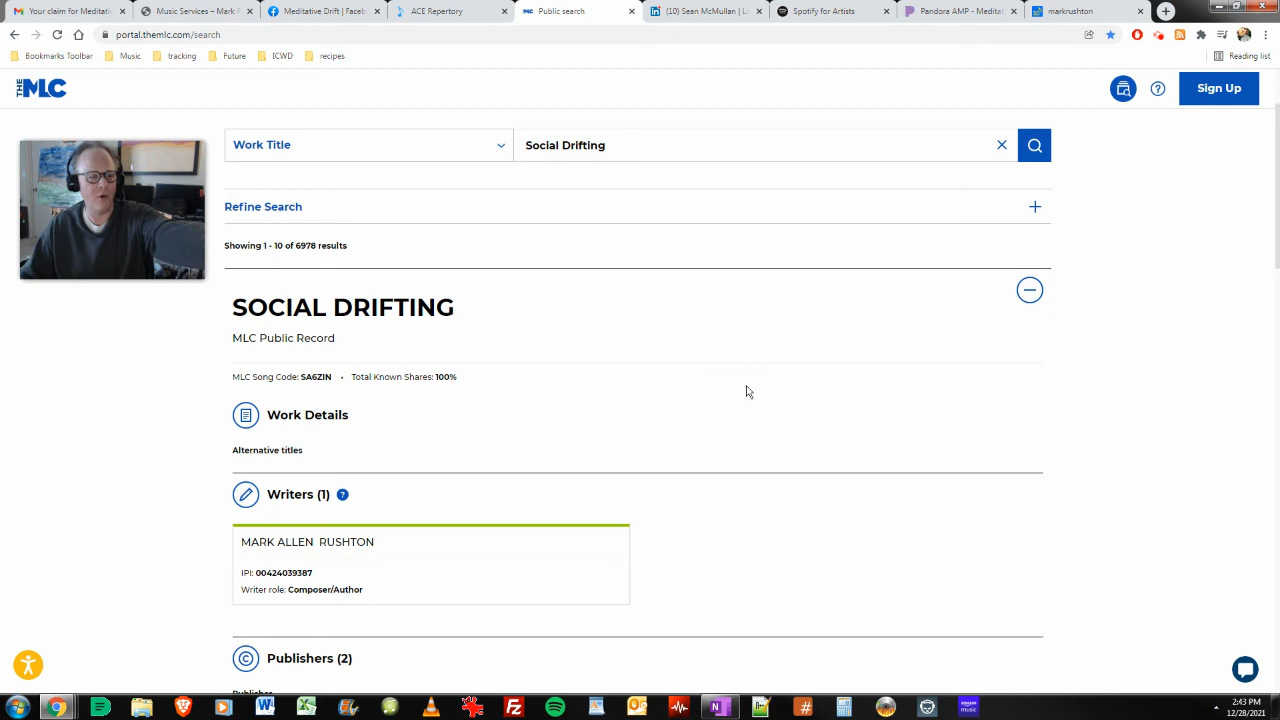 Your claim for Meditativ
Music Services – Mark R
Meditative Drift | Facebo
ACE Repertory
Public search
(10) Sean McMullan | Li
Spotify for Artists
Pandora AMP - Meditat
markrushton
portal.themlc.com/search
Bookmarks Toolbar
Music
tracking
Future
ICWD
recipes
Reading list
THE MLC
Sign Up
Work Title
Social Drifting
Refine Search
Showing 1 - 10 of 6978 results
SOCIAL DRIFTING
MLC Public Record
MLC Song Code: SA6ZIN • Total Known Shares: 100%
Work Details
Alternative titles
Writers (1)
MARK ALLEN RUSHTON
IPI: 00424039387
Writer role: Composer/Author
Publishers (2)
Publisher
2:43 PM
12/28/2021